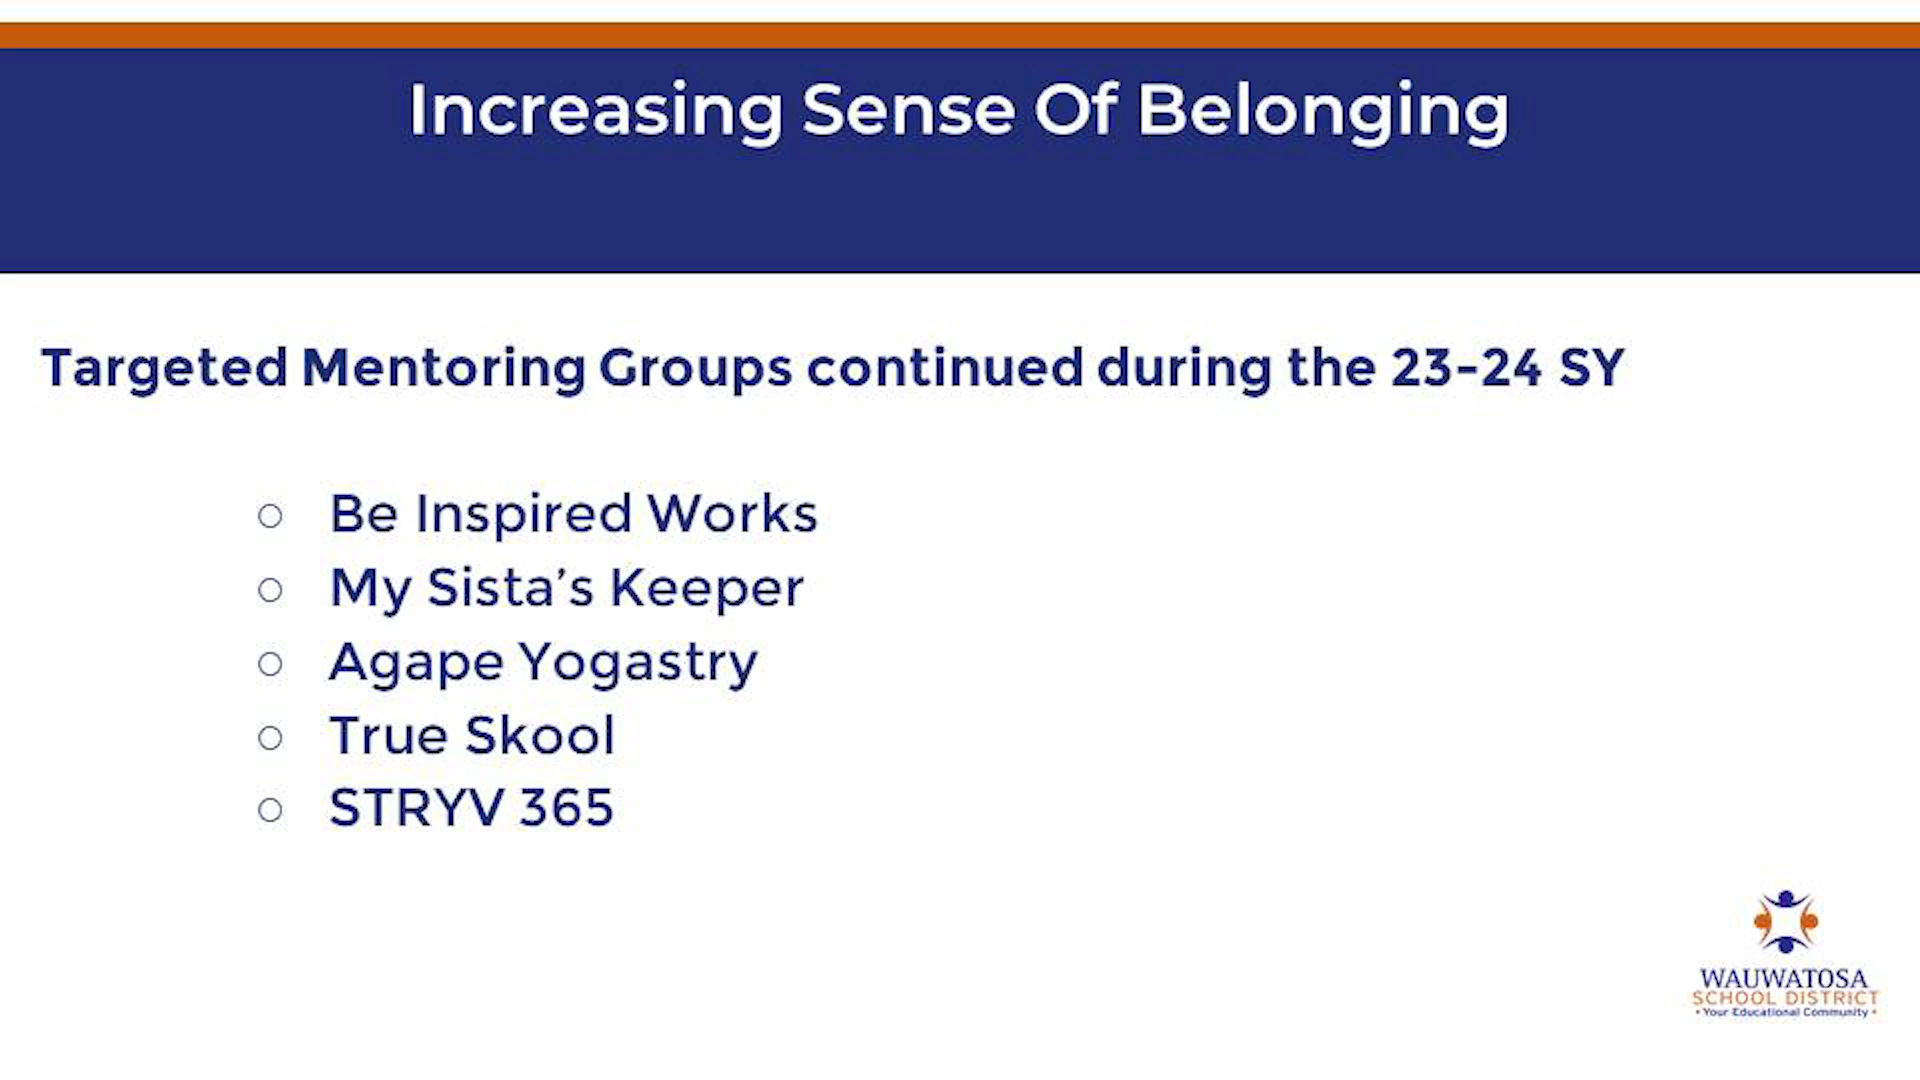 Increasing Sense Of Belonging
Targeted Mentoring Groups continued during the 23-24 SY
Be Inspired Works
My Sista’s Keeper
Agape Yogastry
True Skool
STRYV 365
WAUWATOSA
SCHOOL DISTRICT
• Your Educational Community •